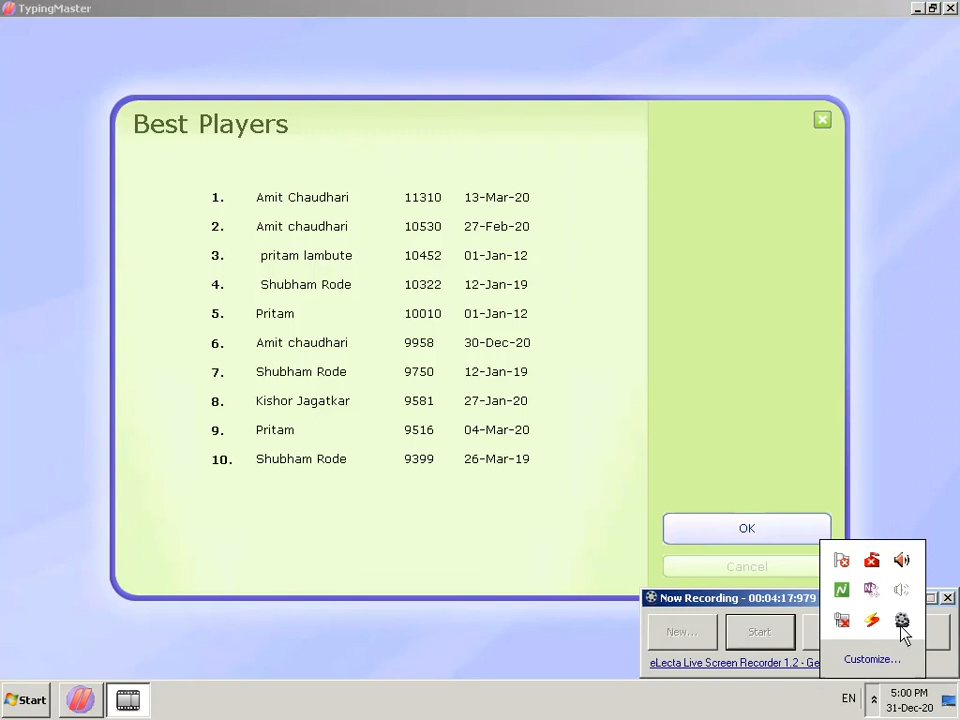 TypingMaster
Best Players
1. Amit Chaudhari 11310 13-Mar-20
2. Amit chaudhari 10530 27-Feb-20
3. pritam lambute 10452 01-Jan-12
4. Shubham Rode 10322 12-Jan-19
5. Pritam 10010 01-Jan-12
6. Amit chaudhari 9958 30-Dec-20
7. Shubham Rode 9750 12-Jan-19
8. Kishor Jagatkar 9581 27-Jan-20
9. Pritam 9516 04-Mar-20
10. Shubham Rode 9399 26-Mar-19
OK
Cancel
Now Recording - 00:04:17:979
New... Start
eLecta Live Screen Recorder 1.2 - Ge
Customize...
Start
EN
5:00 PM
31-Dec-20